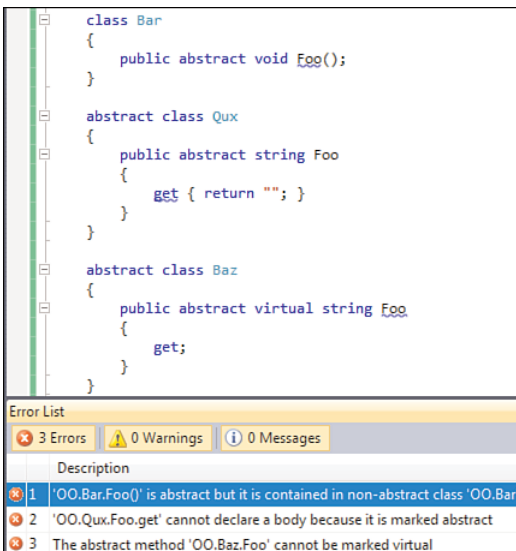 class Bar
{
public abstract void Foo();
}
abstract class Qux
{
public abstract string Foo
{
get { return ""; }
}
}
abstract class Baz
{
public abstract virtual string Foo
{
get;
}
}
Error List
3 Errors 0 Warnings 0 Messages
Description
1 'OO.Bar.Foo()' is abstract but it is contained in non-abstract class 'OO.Bar
2 'OO.Qux.Foo.get' cannot declare a body because it is marked abstract
3 The abstract method 'OO.Baz.Foo' cannot be marked virtual